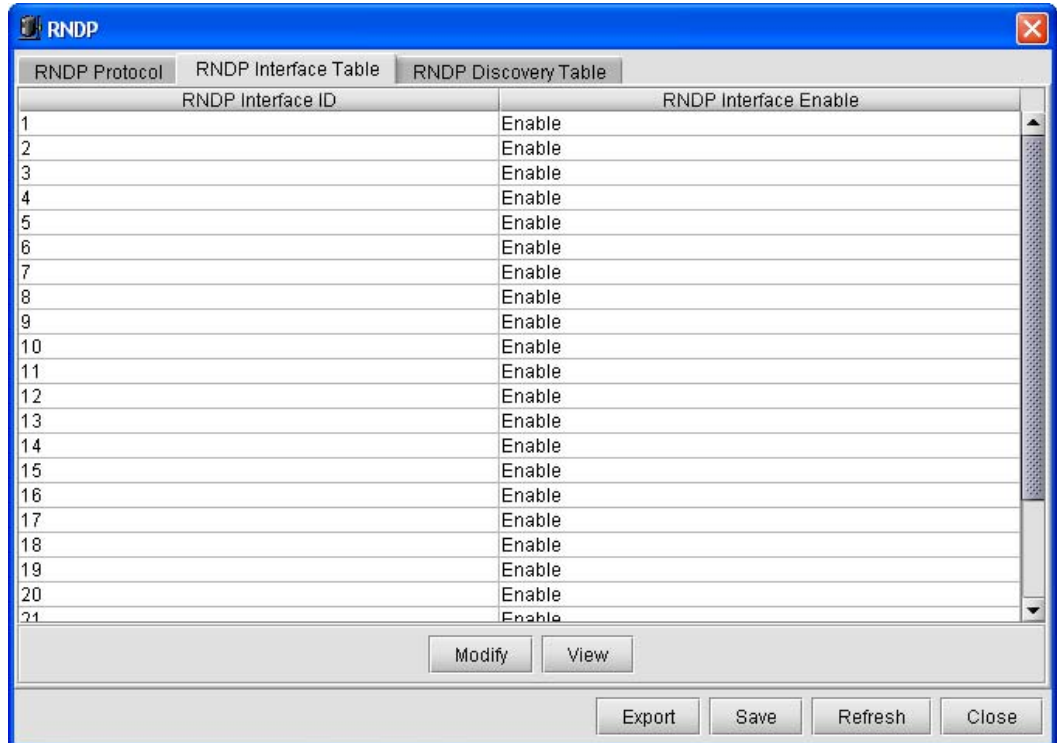 RNDP
RNDP Protocol RNDP Interface Table RNDP Discovery Table
RNDP Interface ID RNDP Interface Enable
1 Enable
2 Enable
3 Enable
4 Enable
5 Enable
6 Enable
7 Enable
8 Enable
9 Enable
10 Enable
11 Enable
12 Enable
13 Enable
14 Enable
15 Enable
16 Enable
17 Enable
18 Enable
19 Enable
20 Enable
21 Enable
Modify View
Export Save Refresh Close